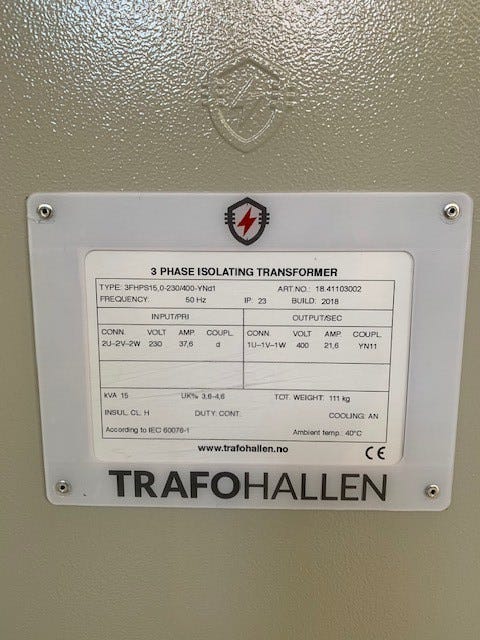 3 PHASE ISOLATING TRANSFORMER
TYPE: 3FHPS15,0-230/400-YNd1 ART.NO.: 18.41103002
FREQUENCY: 50 Hz IP: 23 BUILD: 2018
INPUT/PRI OUTPUT/SEC
CONN. VOLT AMP. COUPL. CONN. VOLT AMP. COUPL.
2U-2V-2W 230 37,6 d 1U-1V-1W 400 21,6 YN11
kVA 15 UK% 3,6-4,6 TOT. WEIGHT: 111 kg
INSUL. CL. H DUTY: CONT. COOLING: AN
According to IEC 60076-1 Ambient temp.: 40°C
www.trafohallen.no CE
TRAFOHALLEN